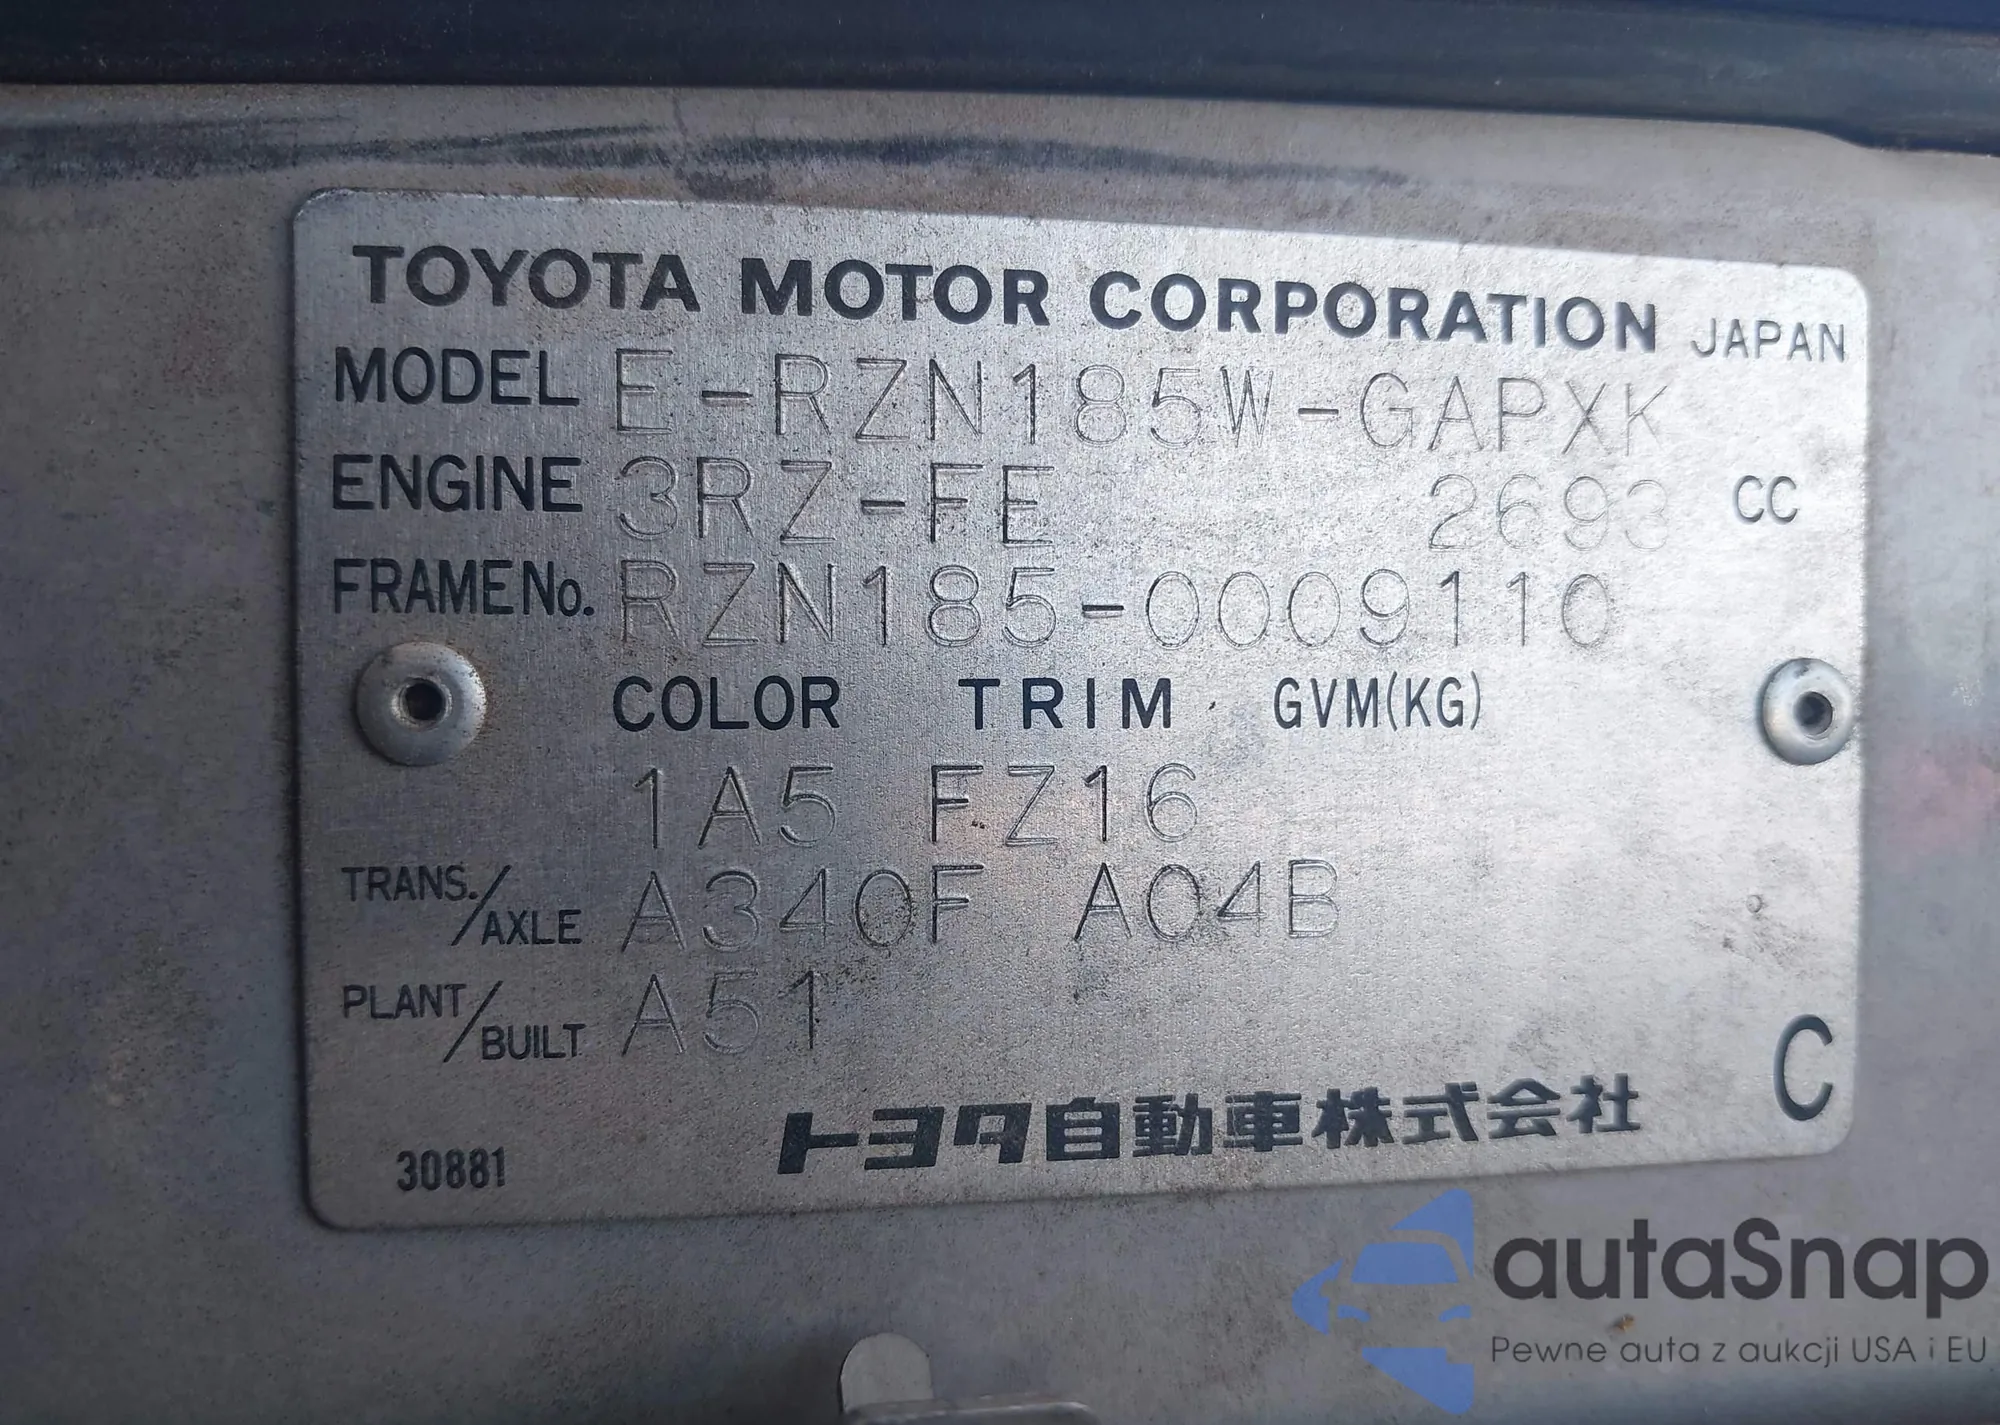 TOYOTA MOTOR CORPORATION JAPAN
MODEL E-RZN185W-GAPXK
ENGINE 3RZ-FE 2693 CC
FRAME No. RZN185-0009110
COLOR TRIM GVM(KG)
1A5 FZ16
TRANS./AXLE A340F A04B
PLANT/BUILT A51
C
トヨタ自動車株式会社
30881
autaSnap
Pewne auta z aukcji USA i EU